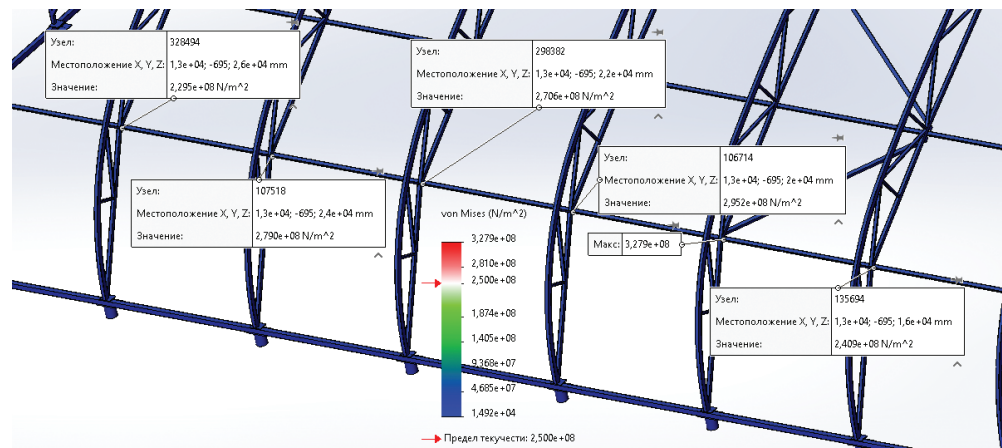 Узел: 328494
Местоположение X, Y, Z: 1,3e+04; -695; 2,6e+04 mm
Значение: 2,295e+08 N/m^2
Узел: 298382
Местоположение X, Y, Z: 1,3e+04; -695; 2,2e+04 mm
Значение: 2,706e+08 N/m^2
Узел: 107518
Местоположение X, Y, Z: 1,3e+04; -695; 2,4e+04 mm
Значение: 2,790e+08 N/m^2
Узел: 106714
Местоположение X, Y, Z: 1,3e+04; -695; 2e+04 mm
Значение: 2,952e+08 N/m^2
Макс: 3,279e+08
Узел: 135694
Местоположение X, Y, Z: 1,3e+04; -695; 1,6e+04 mm
Значение: 2,409e+08 N/m^2
von Mises (N/m^2)
3,279e+08
2,810e+08
2,500e+08
1,874e+08
1,405e+08
9,368e+07
4,685e+07
1,492e+04
Предел текучести: 2,500e+08